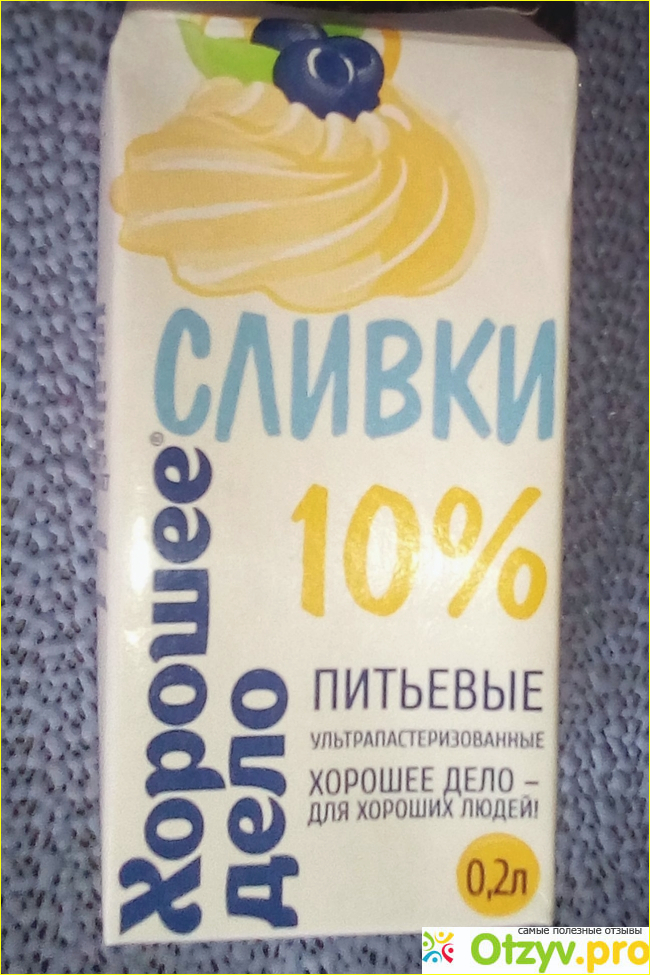 СЛИВКИ
Хорошее®
дело
10%
ПИТЬЕВЫЕ
УЛЬТРАПАСТЕРИЗОВАННЫЕ
ХОРОШЕЕ ДЕЛО –
ДЛЯ ХОРОШИХ ЛЮДЕЙ!
0,2л
самые полезные отзывы
Otzyv.pro